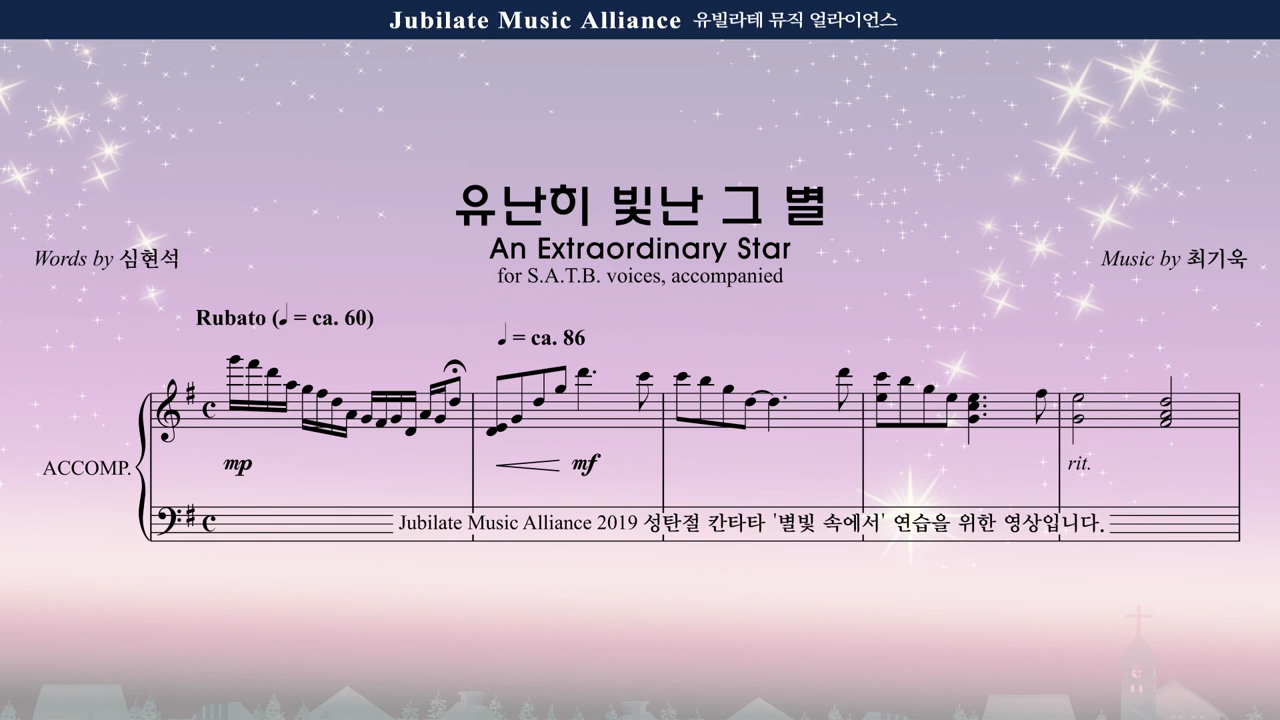 Jubilate Music Alliance 유빌라테 뮤직 얼라이언스
유난히 빛난 그 별
An Extraordinary Star
Words by 심현석
Music by 최기욱
for S.A.T.B. voices, accompanied
Rubato (♩ = ca. 60)
♩ = ca. 86
mp
mf
rit.
ACCOMP.
Jubilate Music Alliance 2019 성탄절 칸타타 '별빛 속에서' 연습을 위한 영상입니다.